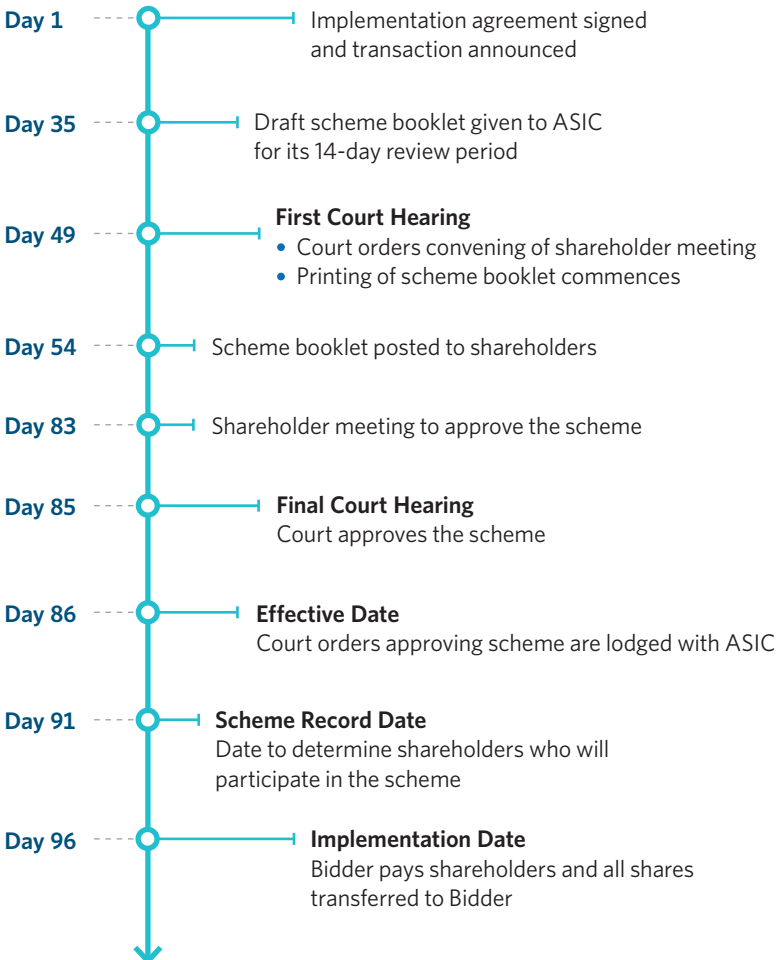 Day 1
Implementation agreement signed
and transaction announced
Day 35
Draft scheme booklet given to ASIC
for its 14-day review period
Day 49
First Court Hearing
• Court orders convening of shareholder meeting
• Printing of scheme booklet commences
Day 54
Scheme booklet posted to shareholders
Day 83
Shareholder meeting to approve the scheme
Day 85
Final Court Hearing
Court approves the scheme
Day 86
Effective Date
Court orders approving scheme are lodged with ASIC
Day 91
Scheme Record Date
Date to determine shareholders who will
participate in the scheme
Day 96
Implementation Date
Bidder pays shareholders and all shares
transferred to Bidder